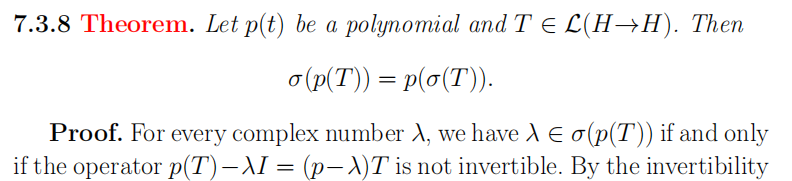 7.3.8 Theorem. Let p(t) be a polynomial and T ∈ ℒ(H→H). Then
σ(p(T)) = p(σ(T)).
Proof. For every complex number λ, we have λ ∈ σ(p(T)) if and only
if the operator p(T)−λI = (p−λ)T is not invertible. By the invertibility